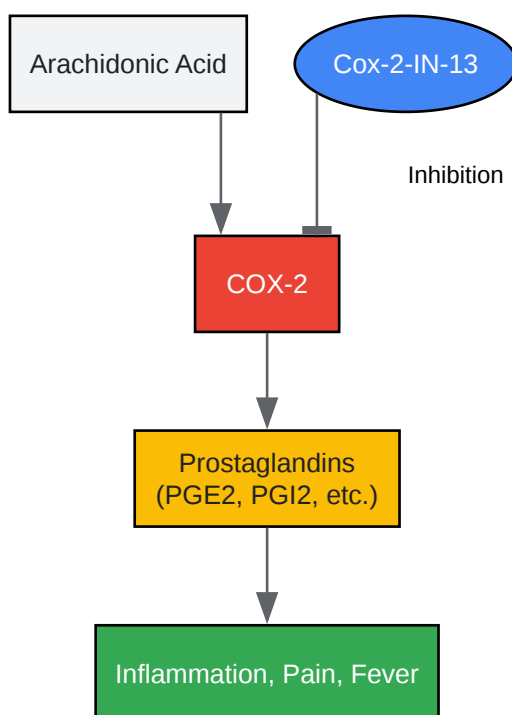 Arachidonic Acid
Cox-2-IN-13
Inhibition
COX-2
Prostaglandins
(PGE2, PGI2, etc.)
Inflammation, Pain, Fever